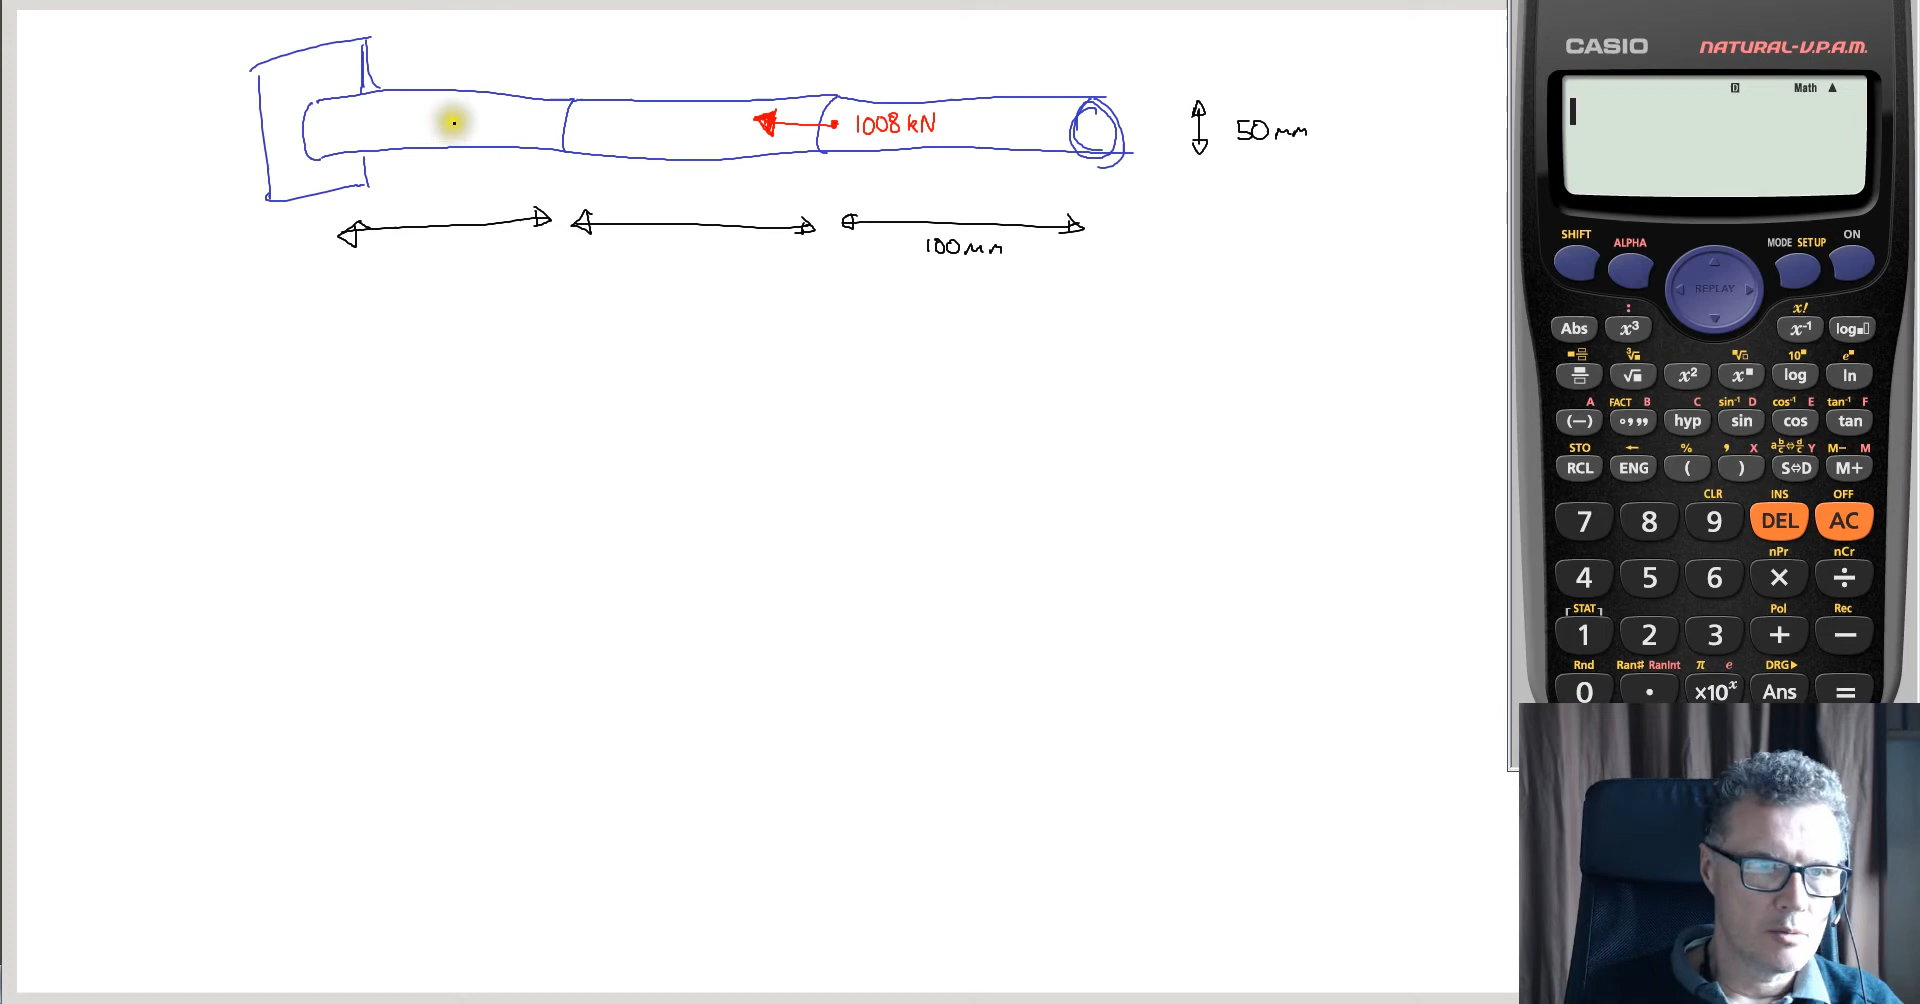 1008 kN
50 mm
100 mm
CASIO NATURAL-V.P.A.M.
D Math ▲
SHIFT ALPHA MODE SETUP ON
REPLAY
: x!
Abs x³ x⁻¹ log
³√ √ 10 e
√ x² x log ln
A FACT B C sin⁻¹ D cos⁻¹ E tan⁻¹ F
(−) hyp sin cos tan
STO ← % , X a b/c⇔d/c Y M− M
RCL ENG ( ) S⇔D M+
CLR INS OFF
7 8 9 DEL AC
nPr nCr
4 5 6 × ÷
STAT Pol Rec
1 2 3 + −
Rnd Ran# RanInt π e DRG▶
0 . ×10ˣ Ans =